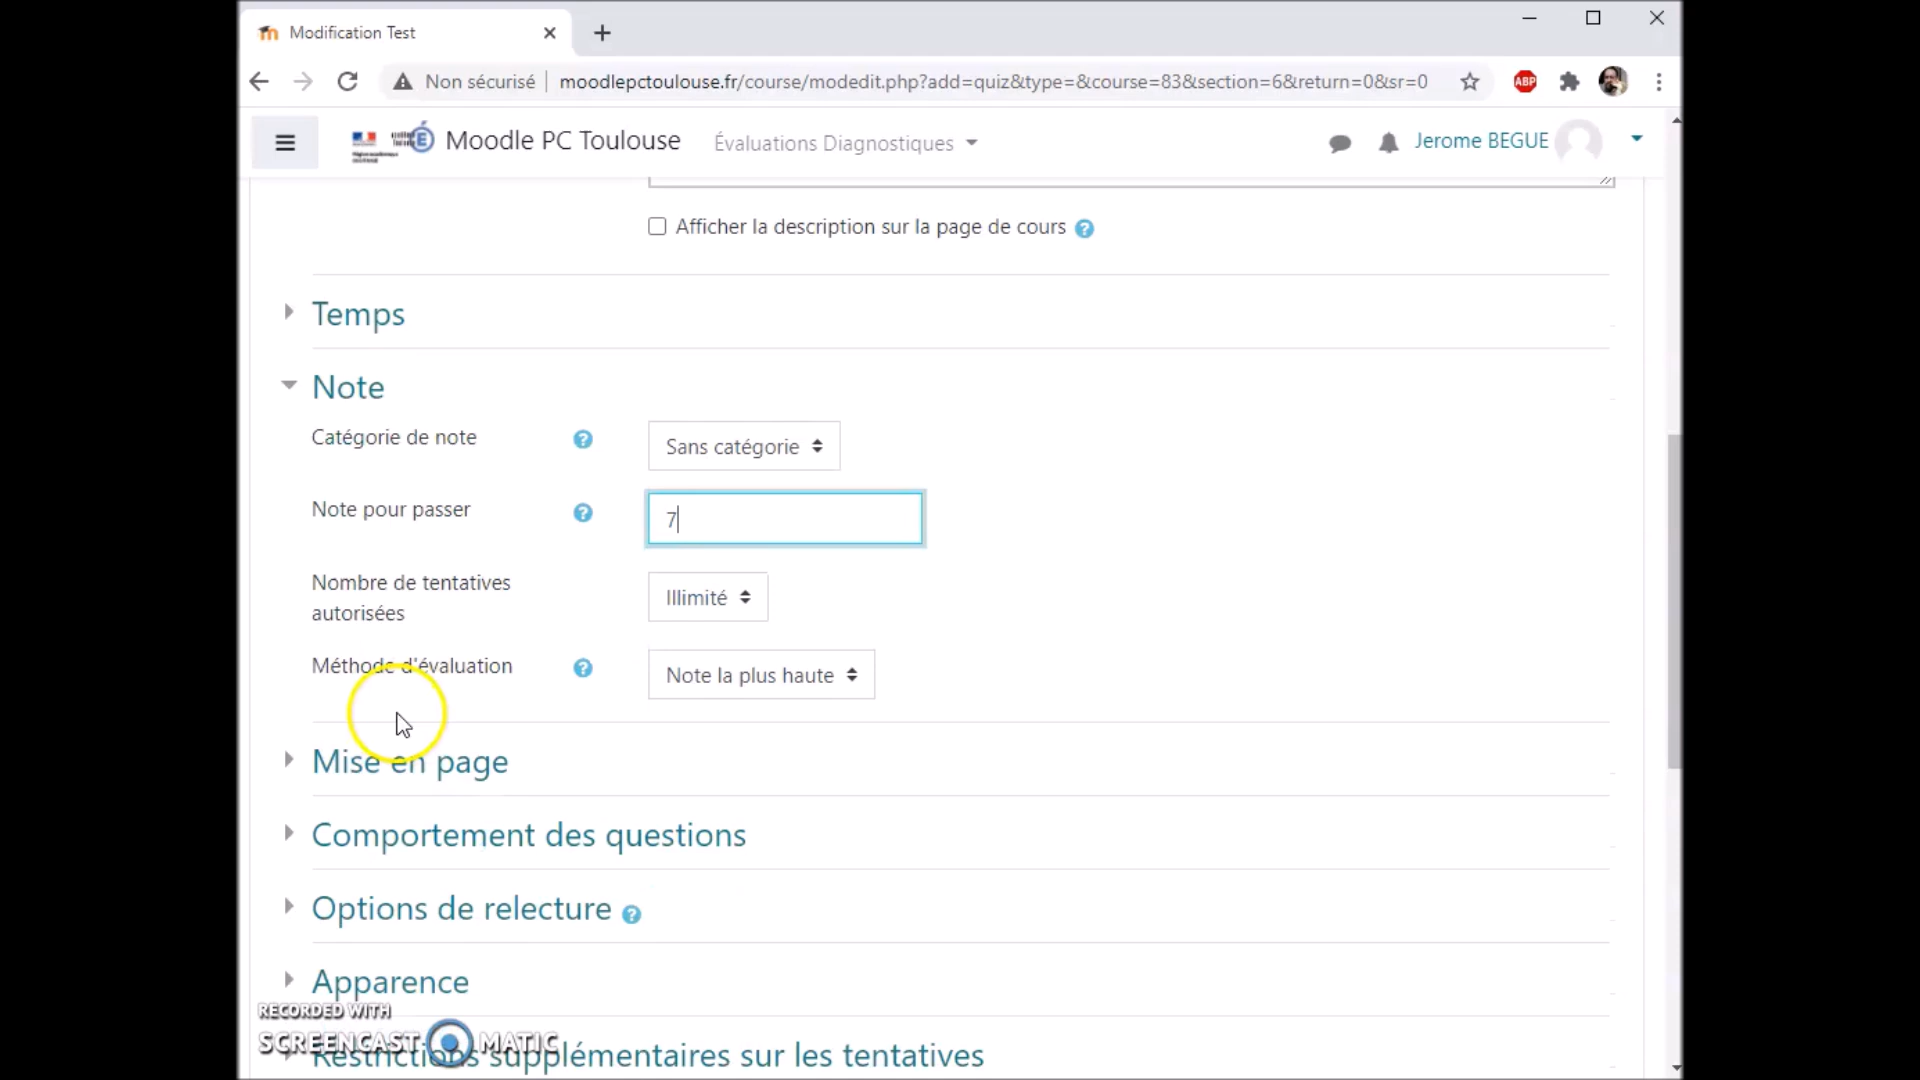 Modification Test
Non sécurisé
moodlepctoulouse.fr/course/modedit.php?add=quiz&type=&course=83&section=6&return=0&sr=0
ABP
Moodle PC Toulouse
Évaluations Diagnostiques
Jerome BEGUE
Afficher la description sur la page de cours
Temps
Note
Catégorie de note
Sans catégorie
Note pour passer
7
Nombre de tentatives
autorisées
Illimité
Méthode d'évaluation
Note la plus haute
Mise en page
Comportement des questions
Options de relecture
Apparence
RECORDED WITH
SCREENCAST MATIC
Restrictions supplémentaires sur les tentatives